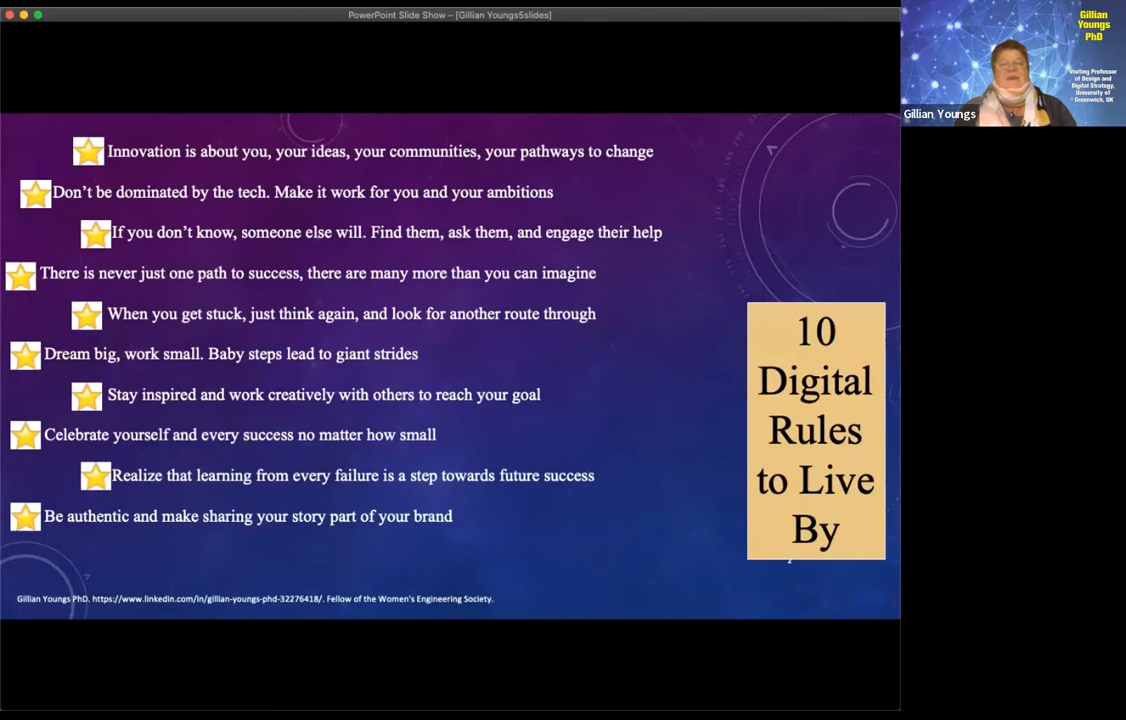 PowerPoint Slide Show – [Gillian Youngs5slides]
Innovation is about you, your ideas, your communities, your pathways to change
Don’t be dominated by the tech. Make it work for you and your ambitions
If you don’t know, someone else will. Find them, ask them, and engage their help
There is never just one path to success, there are many more than you can imagine
When you get stuck, just think again, and look for another route through
Dream big, work small. Baby steps lead to giant strides
Stay inspired and work creatively with others to reach your goal
Celebrate yourself and every success no matter how small
Realize that learning from every failure is a step towards future success
Be authentic and make sharing your story part of your brand
10
Digital
Rules
to Live
By
Gillian Youngs PhD. https://www.linkedin.com/in/gillian-youngs-phd-32276418/. Fellow of the Women's Engineering Society.
Gillian
Youngs
PhD
Visiting Professor
of Design and
Digital Strategy,
University of
Greenwich, UK
Gillian Youngs